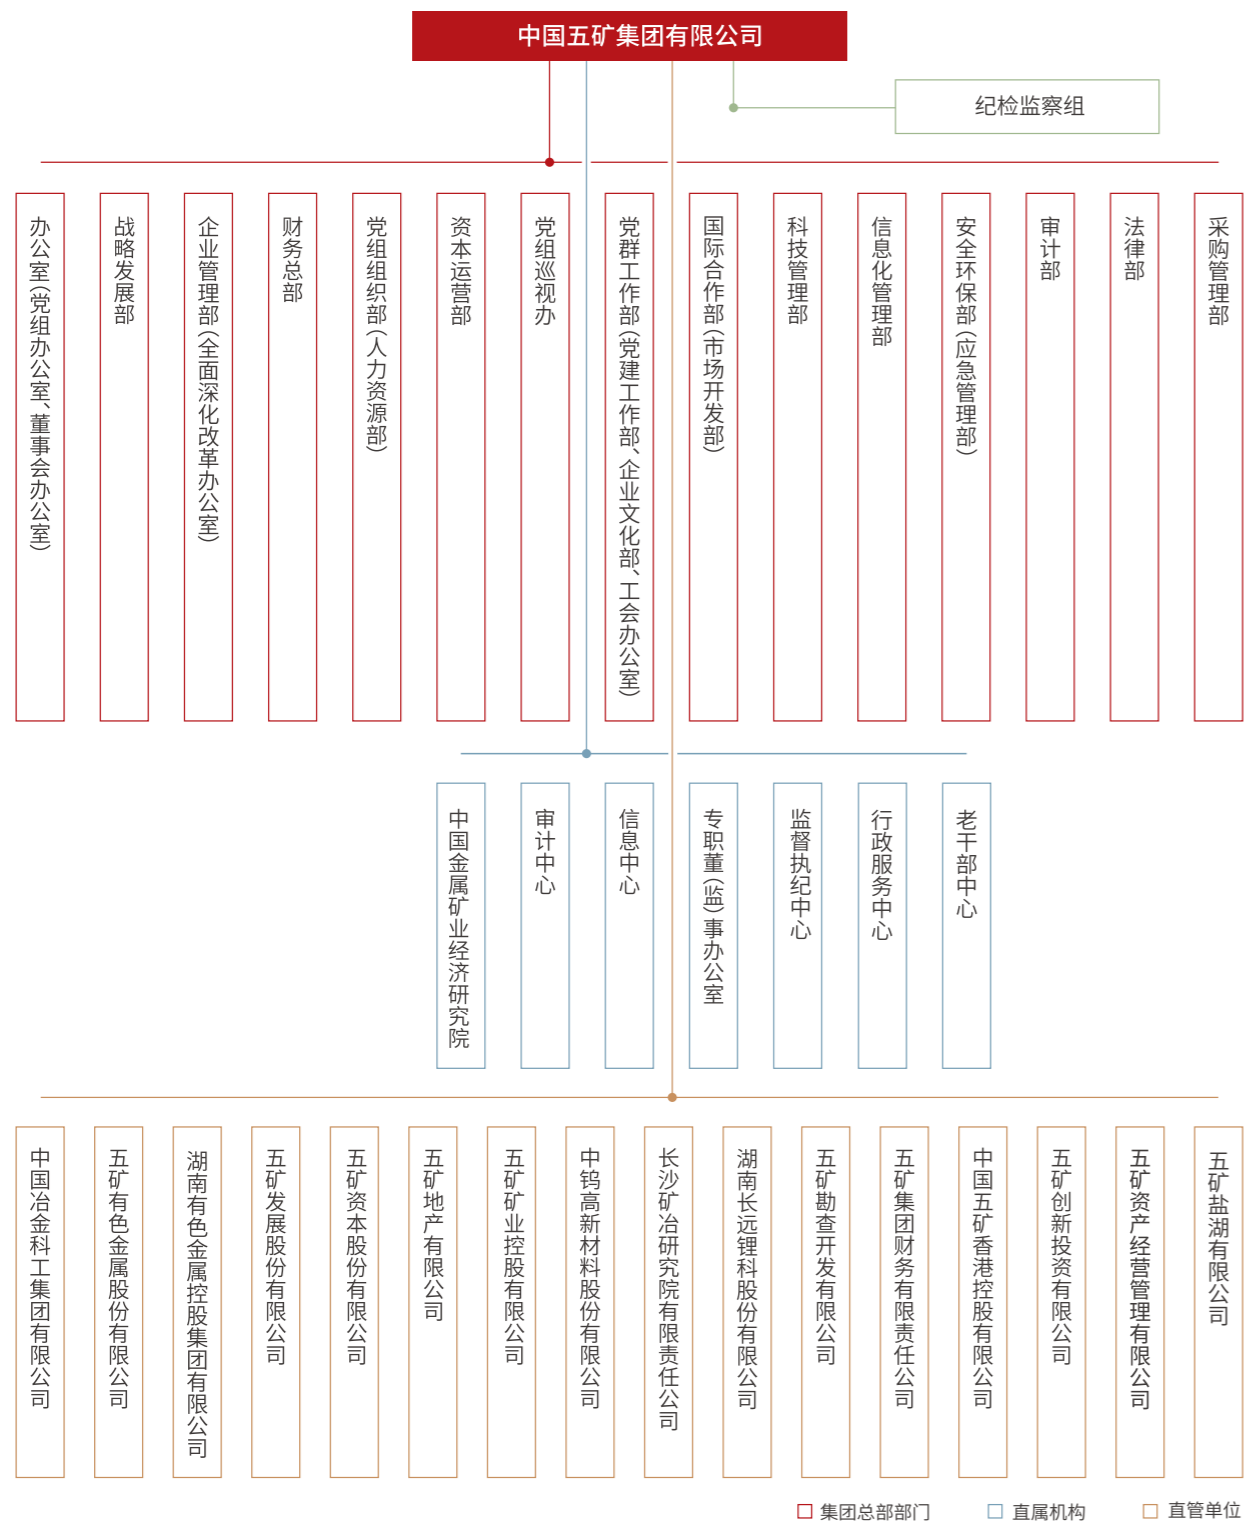 中国五矿集团有限公司
纪检监察组
办公室(党组办公室、董事会办公室)
战略发展部
企业管理部(全面深化改革办公室)
财务总部
党组组织部(人力资源部)
资本运营部
党组巡视办
党群工作部(党建工作部、企业文化部、工会办公室)
国际合作部(市场开发部)
科技管理部
信息化管理部
安全环保部(应急管理部)
审计部
法律部
采购管理部
中国金属矿业经济研究院
审计中心
信息中心
专职董(监)事办公室
监督执纪中心
行政服务中心
老干部中心
中国冶金科工集团有限公司
五矿有色金属股份有限公司
湖南有色金属控股集团有限公司
五矿发展股份有限公司
五矿资本股份有限公司
五矿地产有限公司
五矿矿业控股有限公司
中钨高新材料股份有限公司
长沙矿冶研究院有限责任公司
湖南长远锂科股份有限公司
五矿勘查开发有限公司
五矿集团财务有限责任公司
中国五矿香港控股有限公司
五矿创新投资有限公司
五矿资产经营管理有限公司
五矿盐湖有限公司
集团总部部门
直属机构
直管单位